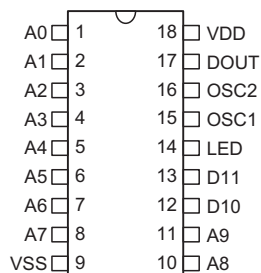 A0 1 18 VDD
A1 2 17 DOUT
A2 3 16 OSC2
A3 4 15 OSC1
A4 5 14 LED
A5 6 13 D11
A6 7 12 D10
A7 8 11 A9
VSS 9 10 A8